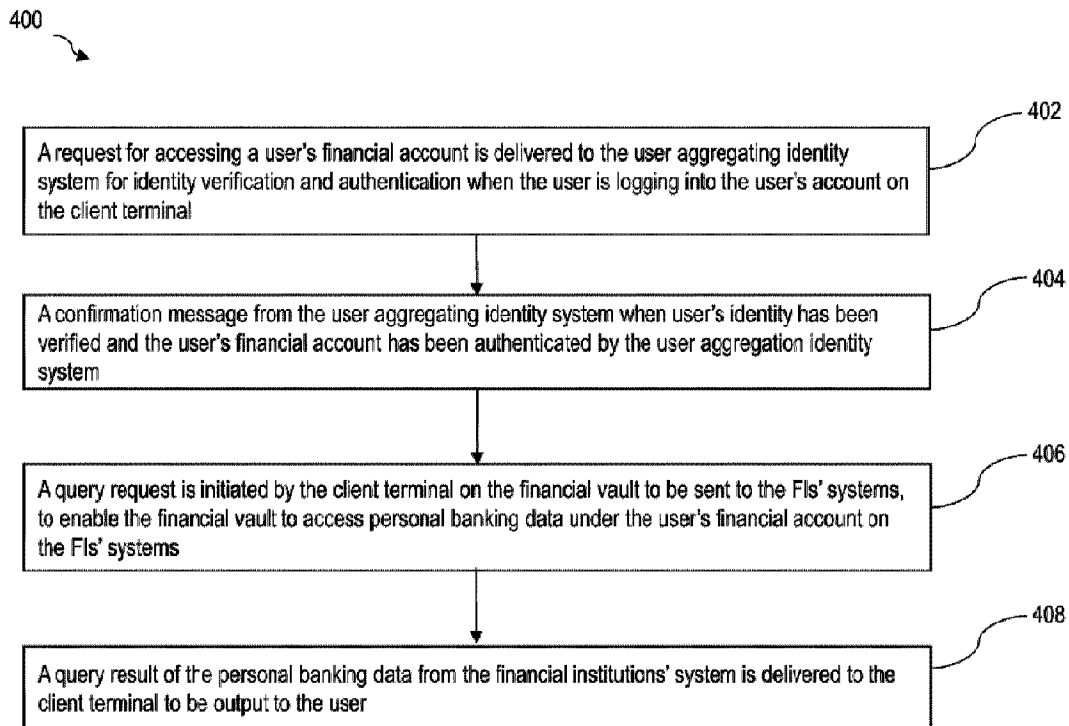 400
402
A request for accessing a user's financial account is delivered to the user aggregating identity
system for identity verification and authentication when the user is logging into the user's account on
the client terminal
404
A confirmation message from the user aggregating identity system when user's identity has been
verified and the user's financial account has been authenticated by the user aggregation identity
system
406
A query request is initiated by the client terminal on the financial vault to be sent to the FIs' systems,
to enable the financial vault to access personal banking data under the user's financial account on
the FIs' systems
408
A query result of the personal banking data from the financial institutions' system is delivered to the
client terminal to be output to the user